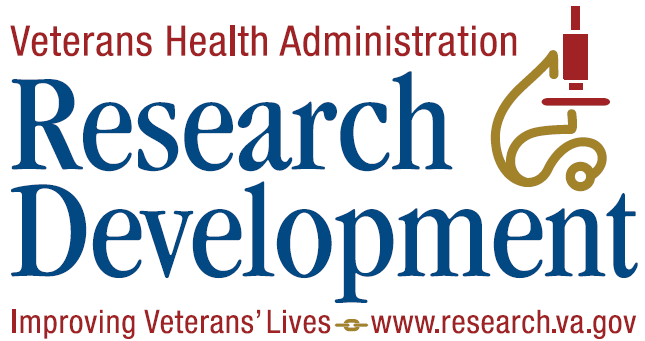 Veterans Health Administration
Research
Development
Improving Veterans' Lives www.research.va.gov